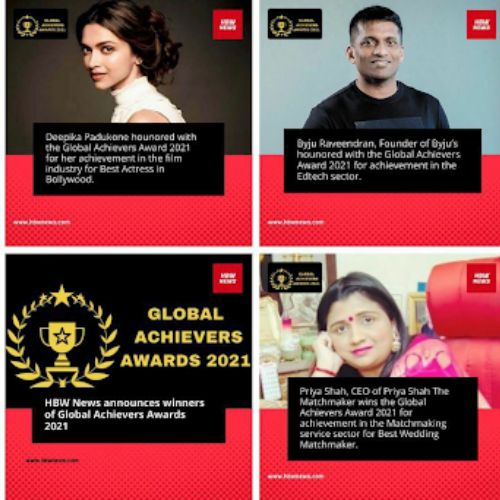 GLOBAL
ACHIEVERS
AWARDS 2021
HBW
NEWS
Deepika Padukone hounored with
the Global Achievers Award 2021
for her achievement in the film
industry for Best Actress in
Bollywood.
www.hbwnews.com
GLOBAL
ACHIEVERS
AWARDS 2021
HBW
NEWS
Byju Raveendran, Founder of Byju's
hounored with the Global Achievers
Award 2021 for achievement in the
Edtech sector.
www.hbwnews.com
HBW
NEWS
GLOBAL
ACHIEVERS
AWARDS 2021
HBW News announces winners
of Global Achievers Awards
2021
www.hbwnews.com
GLOBAL
ACHIEVERS
AWARDS 2021
HBW
NEWS
Priya Shah, CEO of Priya Shah The
Matchmaker wins the Global
Achievers Award 2021 for
achievement in the Matchmaking
service sector for Best Wedding
Matchmaker.
www.hbwnews.com